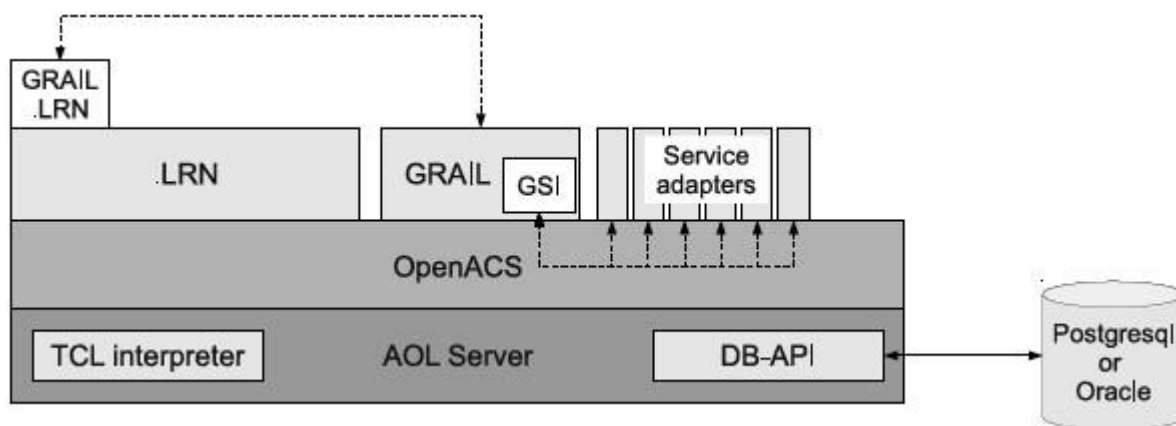 GRAIL
.LRN
.LRN
GRAIL
GSI
Service
adapters
OpenACS
TCL interpreter
AOL Server
DB-API
Postgresql
or
Oracle